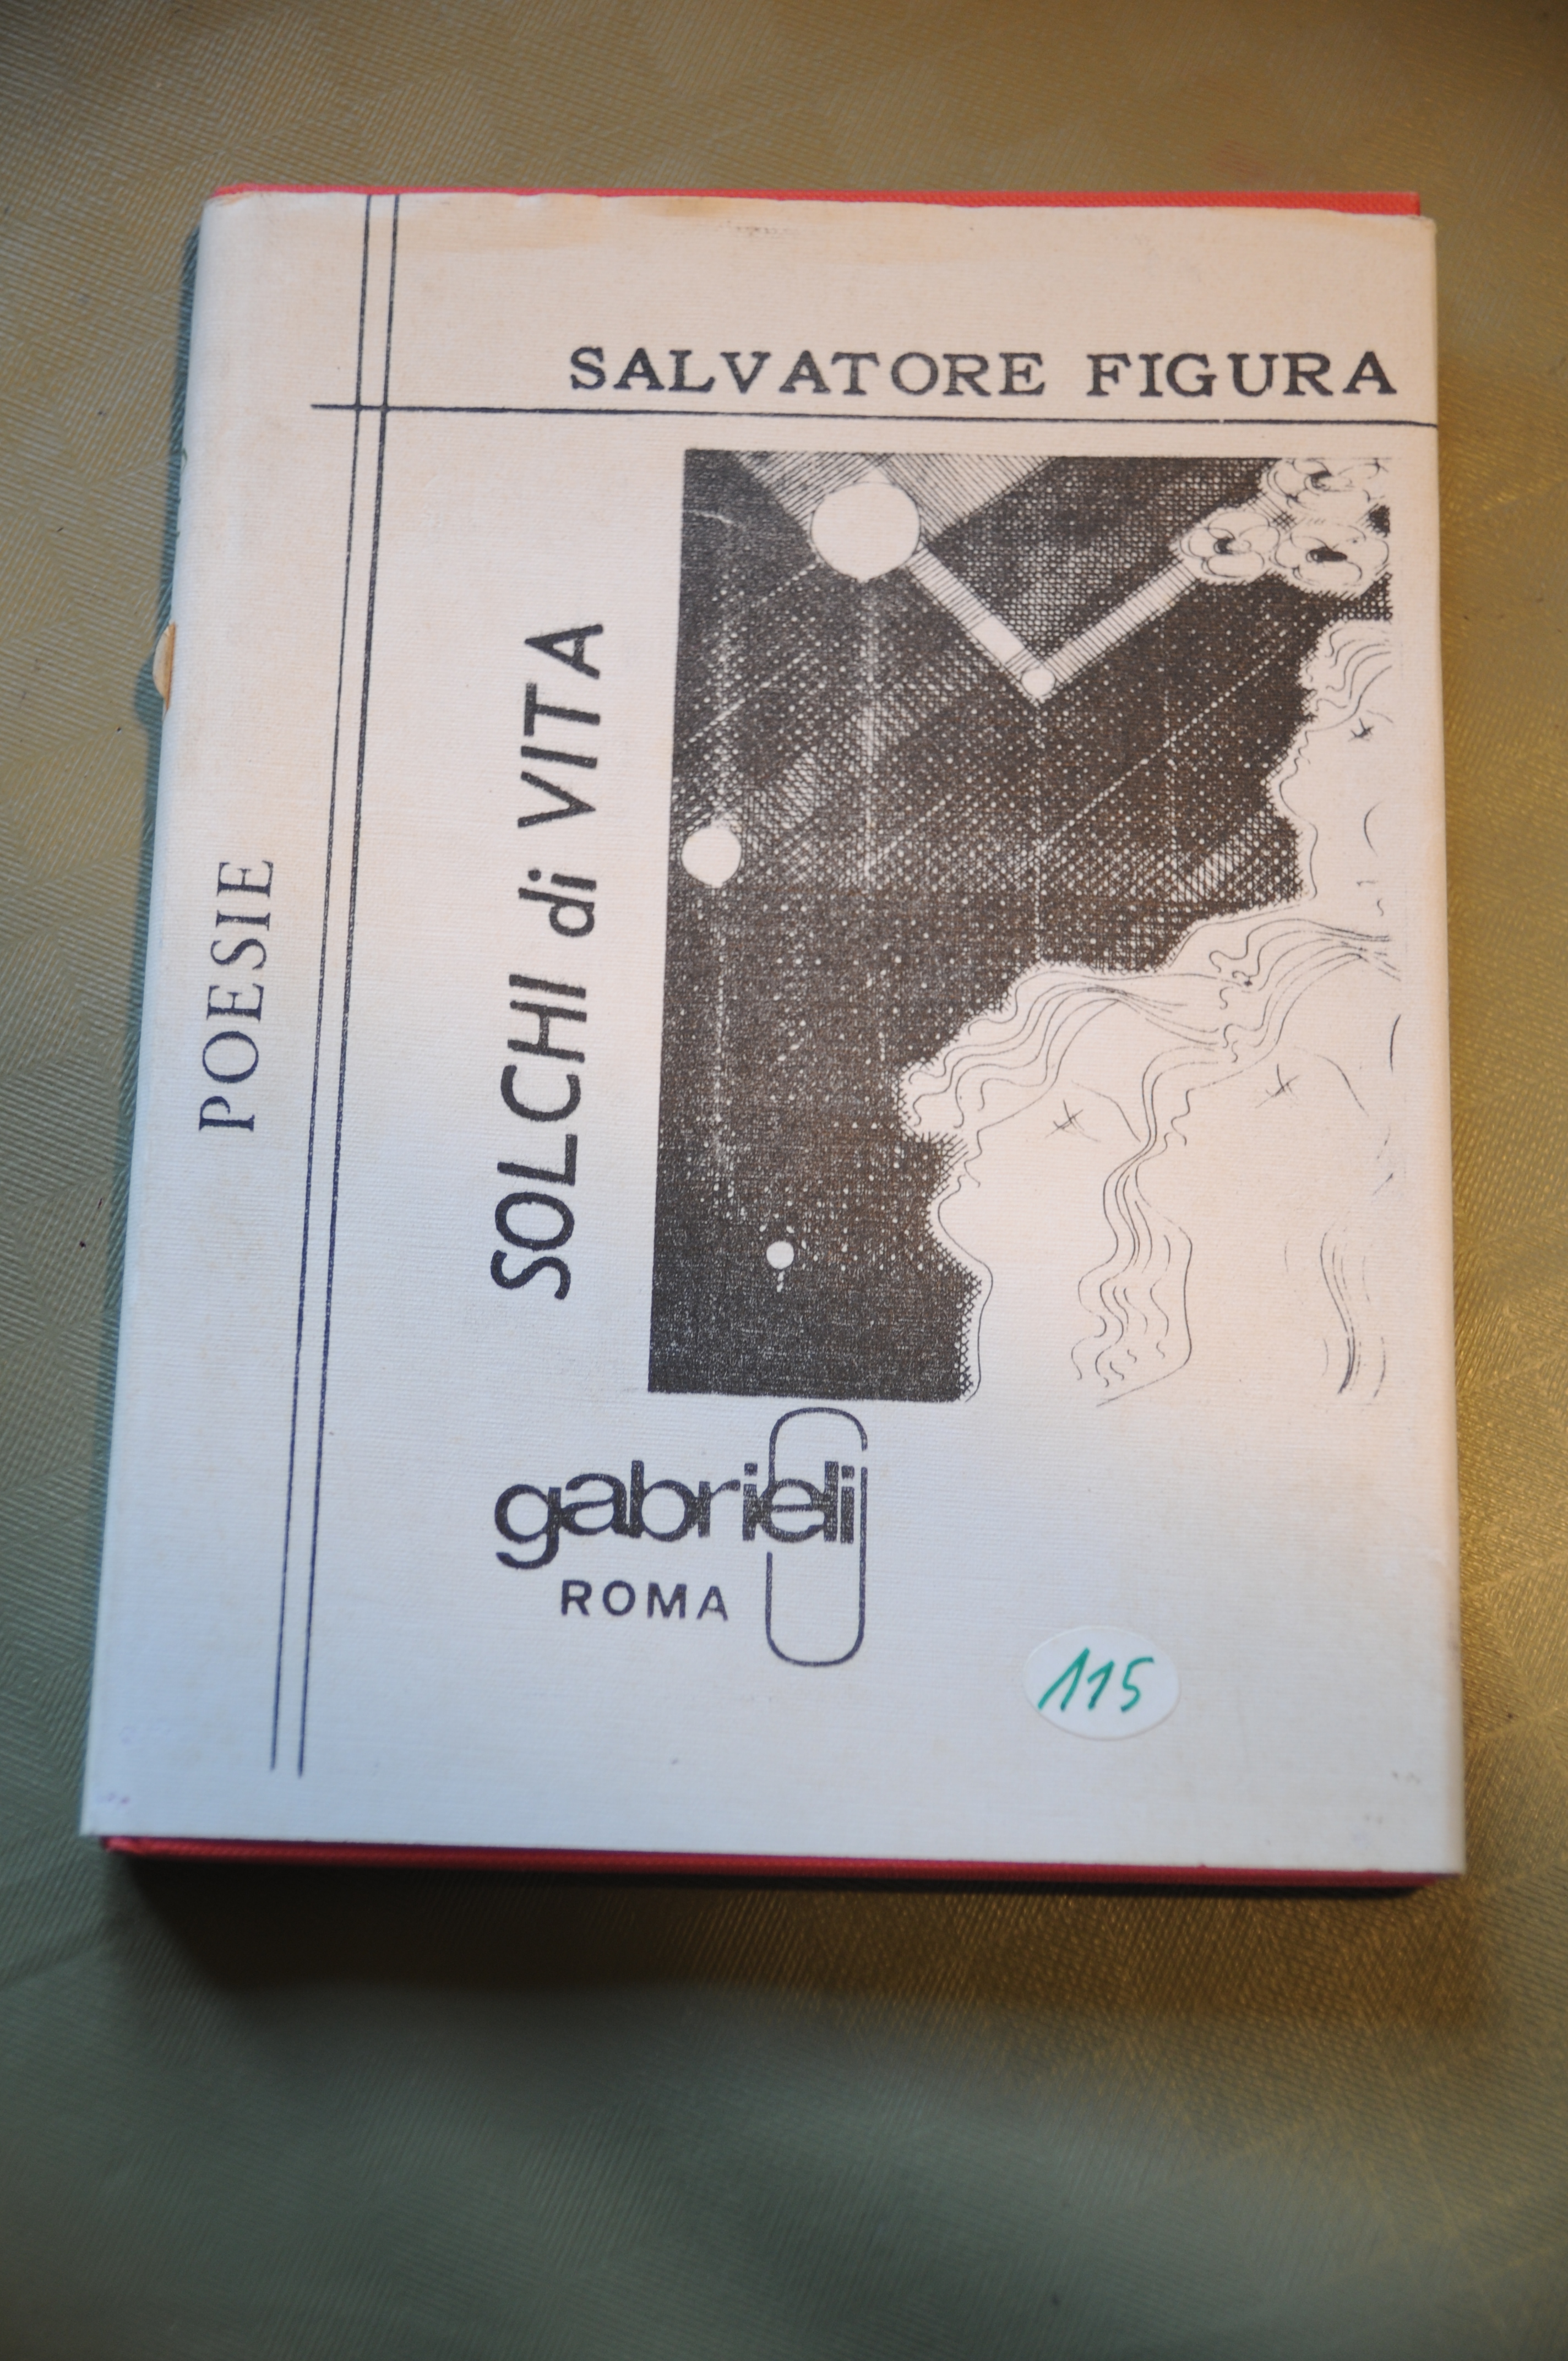 SALVATORE FIGURA
POESIE
SOLCHI di VITA
gabrieli
ROMA
115